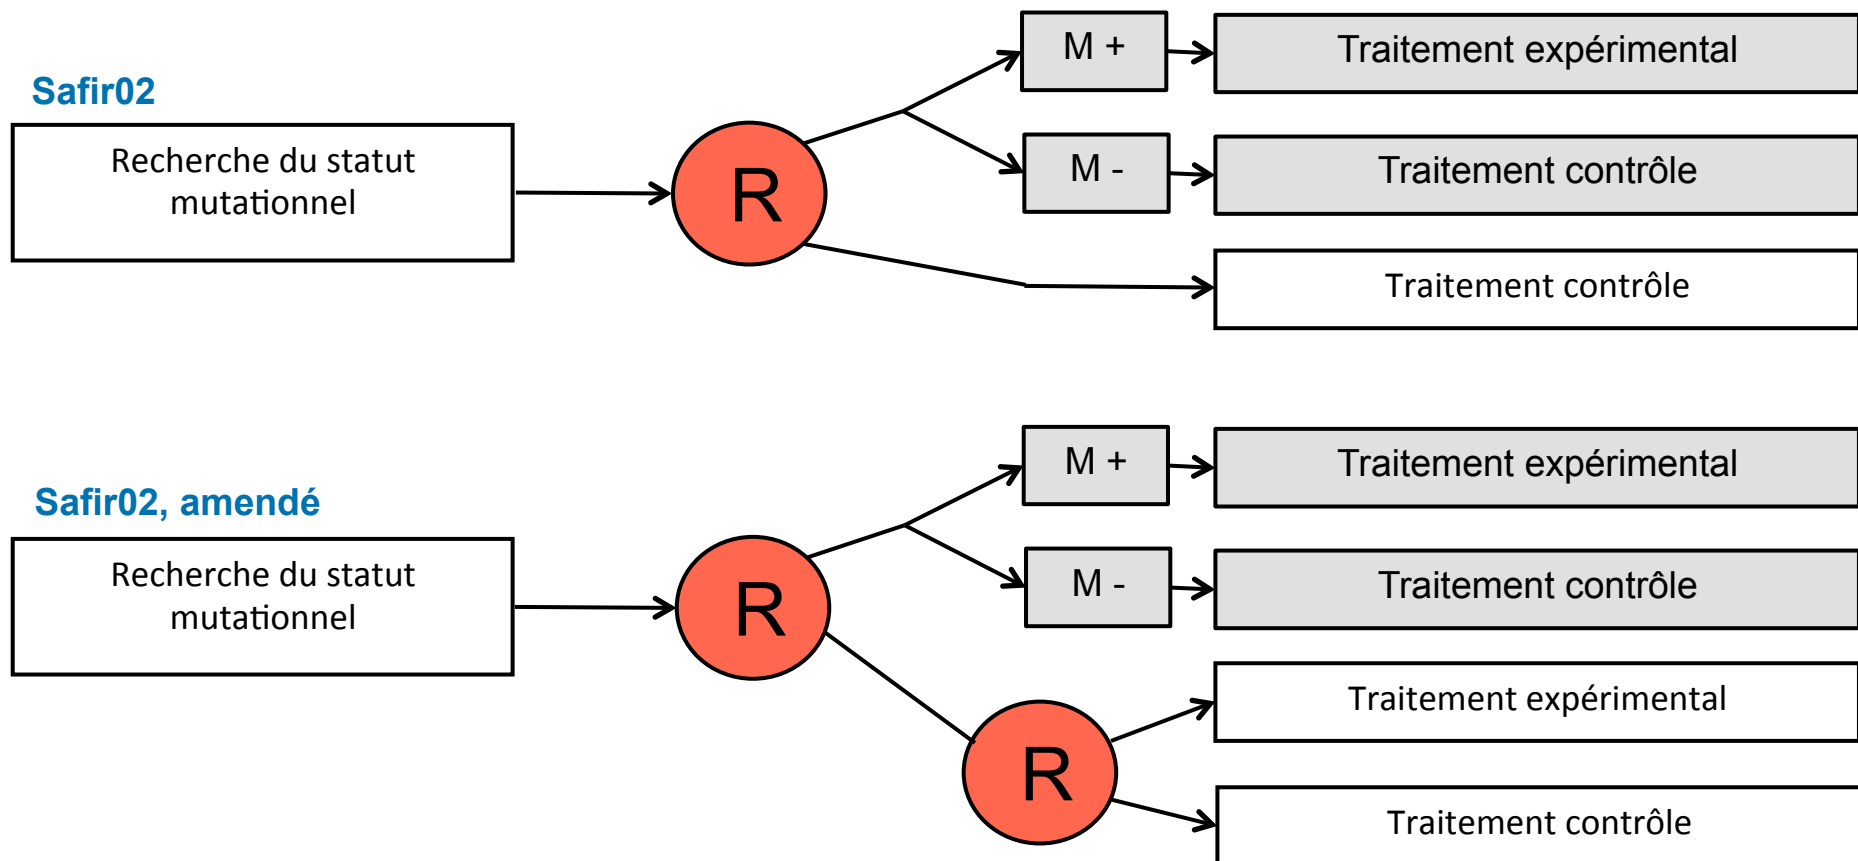 Safir02
Recherche du statut
mutationnel
R
M +
Traitement expérimental
M -
Traitement contrôle
Traitement contrôle
Safir02, amendé
Recherche du statut
mutationnel
R
M +
Traitement expérimental
M -
Traitement contrôle
R
Traitement expérimental
Traitement contrôle